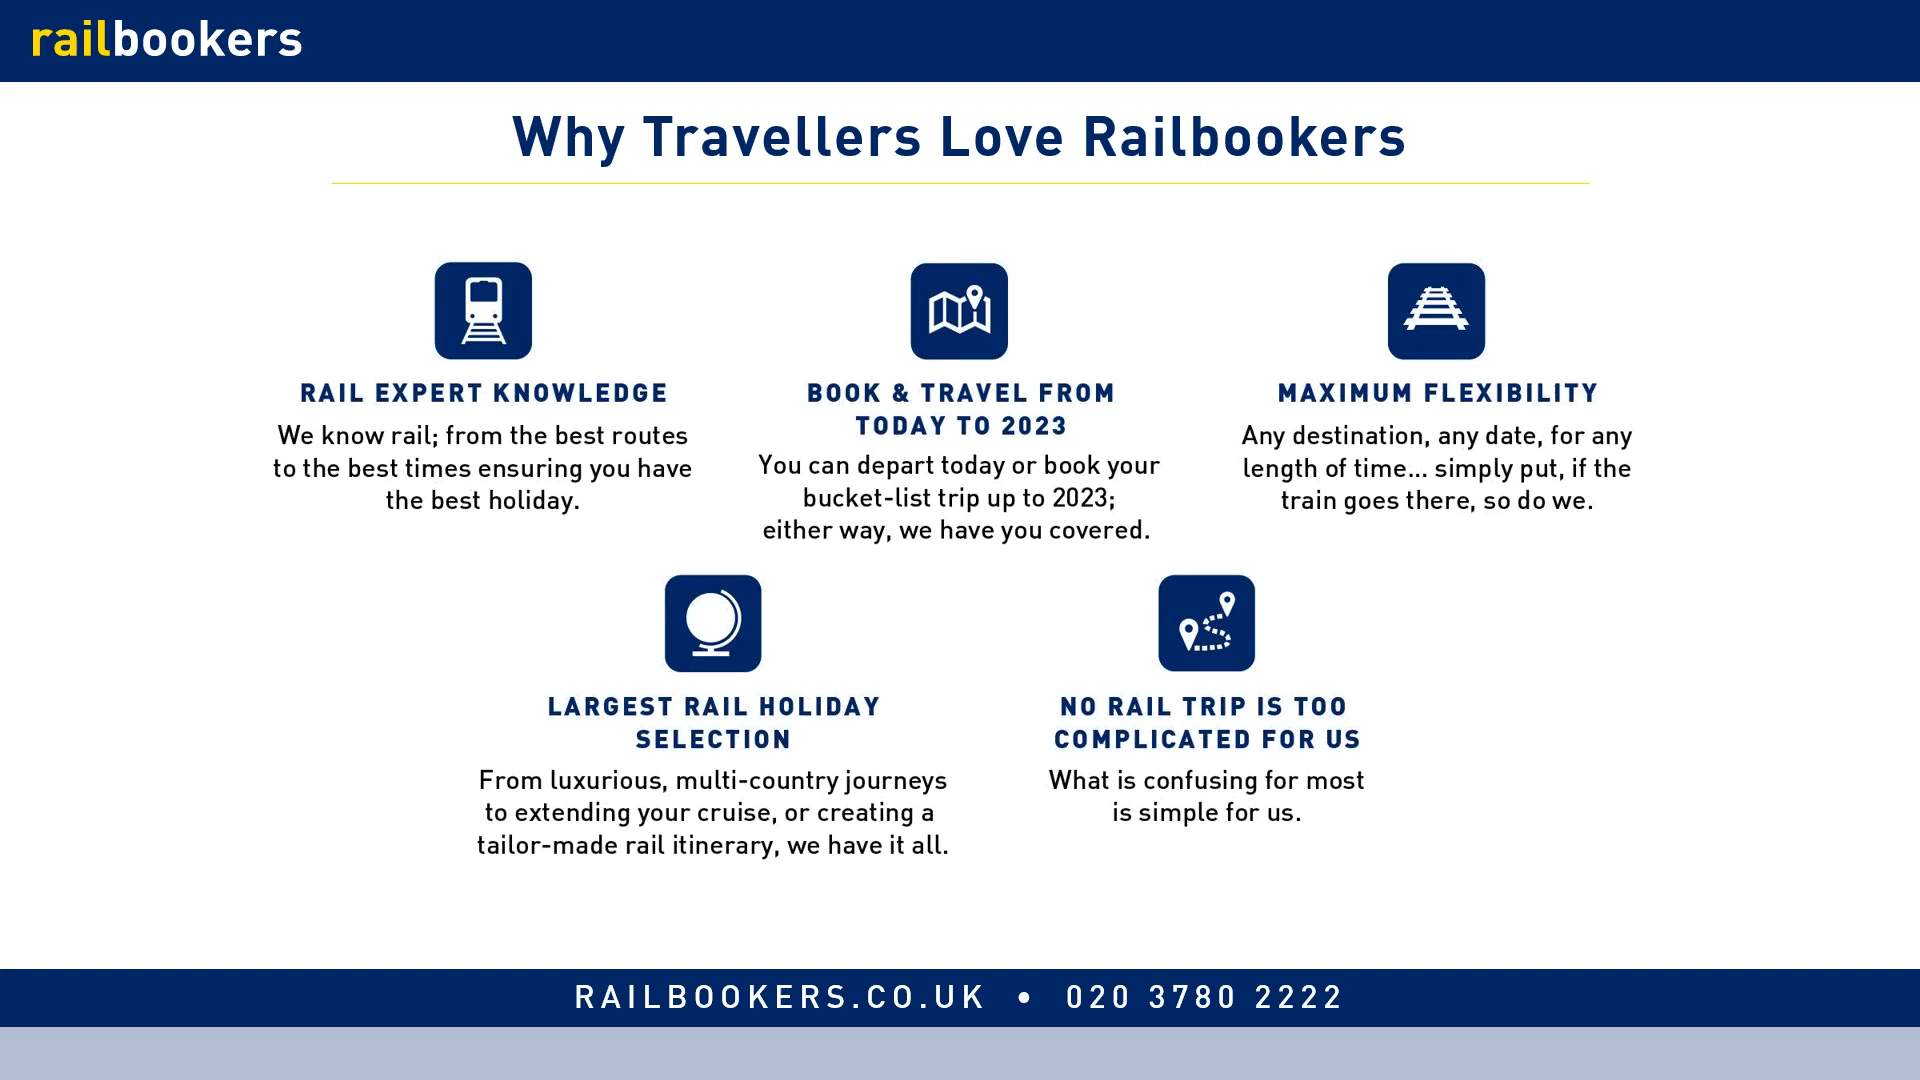 railbookers
Why Travellers Love Railbookers
RAIL EXPERT KNOWLEDGE
We know rail; from the best routes
to the best times ensuring you have
the best holiday.
BOOK & TRAVEL FROM
TODAY TO 2023
You can depart today or book your
bucket-list trip up to 2023;
either way, we have you covered.
MAXIMUM FLEXIBILITY
Any destination, any date, for any
length of time... simply put, if the
train goes there, so do we.
LARGEST RAIL HOLIDAY
SELECTION
From luxurious, multi-country journeys
to extending your cruise, or creating a
tailor-made rail itinerary, we have it all.
NO RAIL TRIP IS TOO
COMPLICATED FOR US
What is confusing for most
is simple for us.
RAILBOOKERS.CO.UK • 020 3780 2222